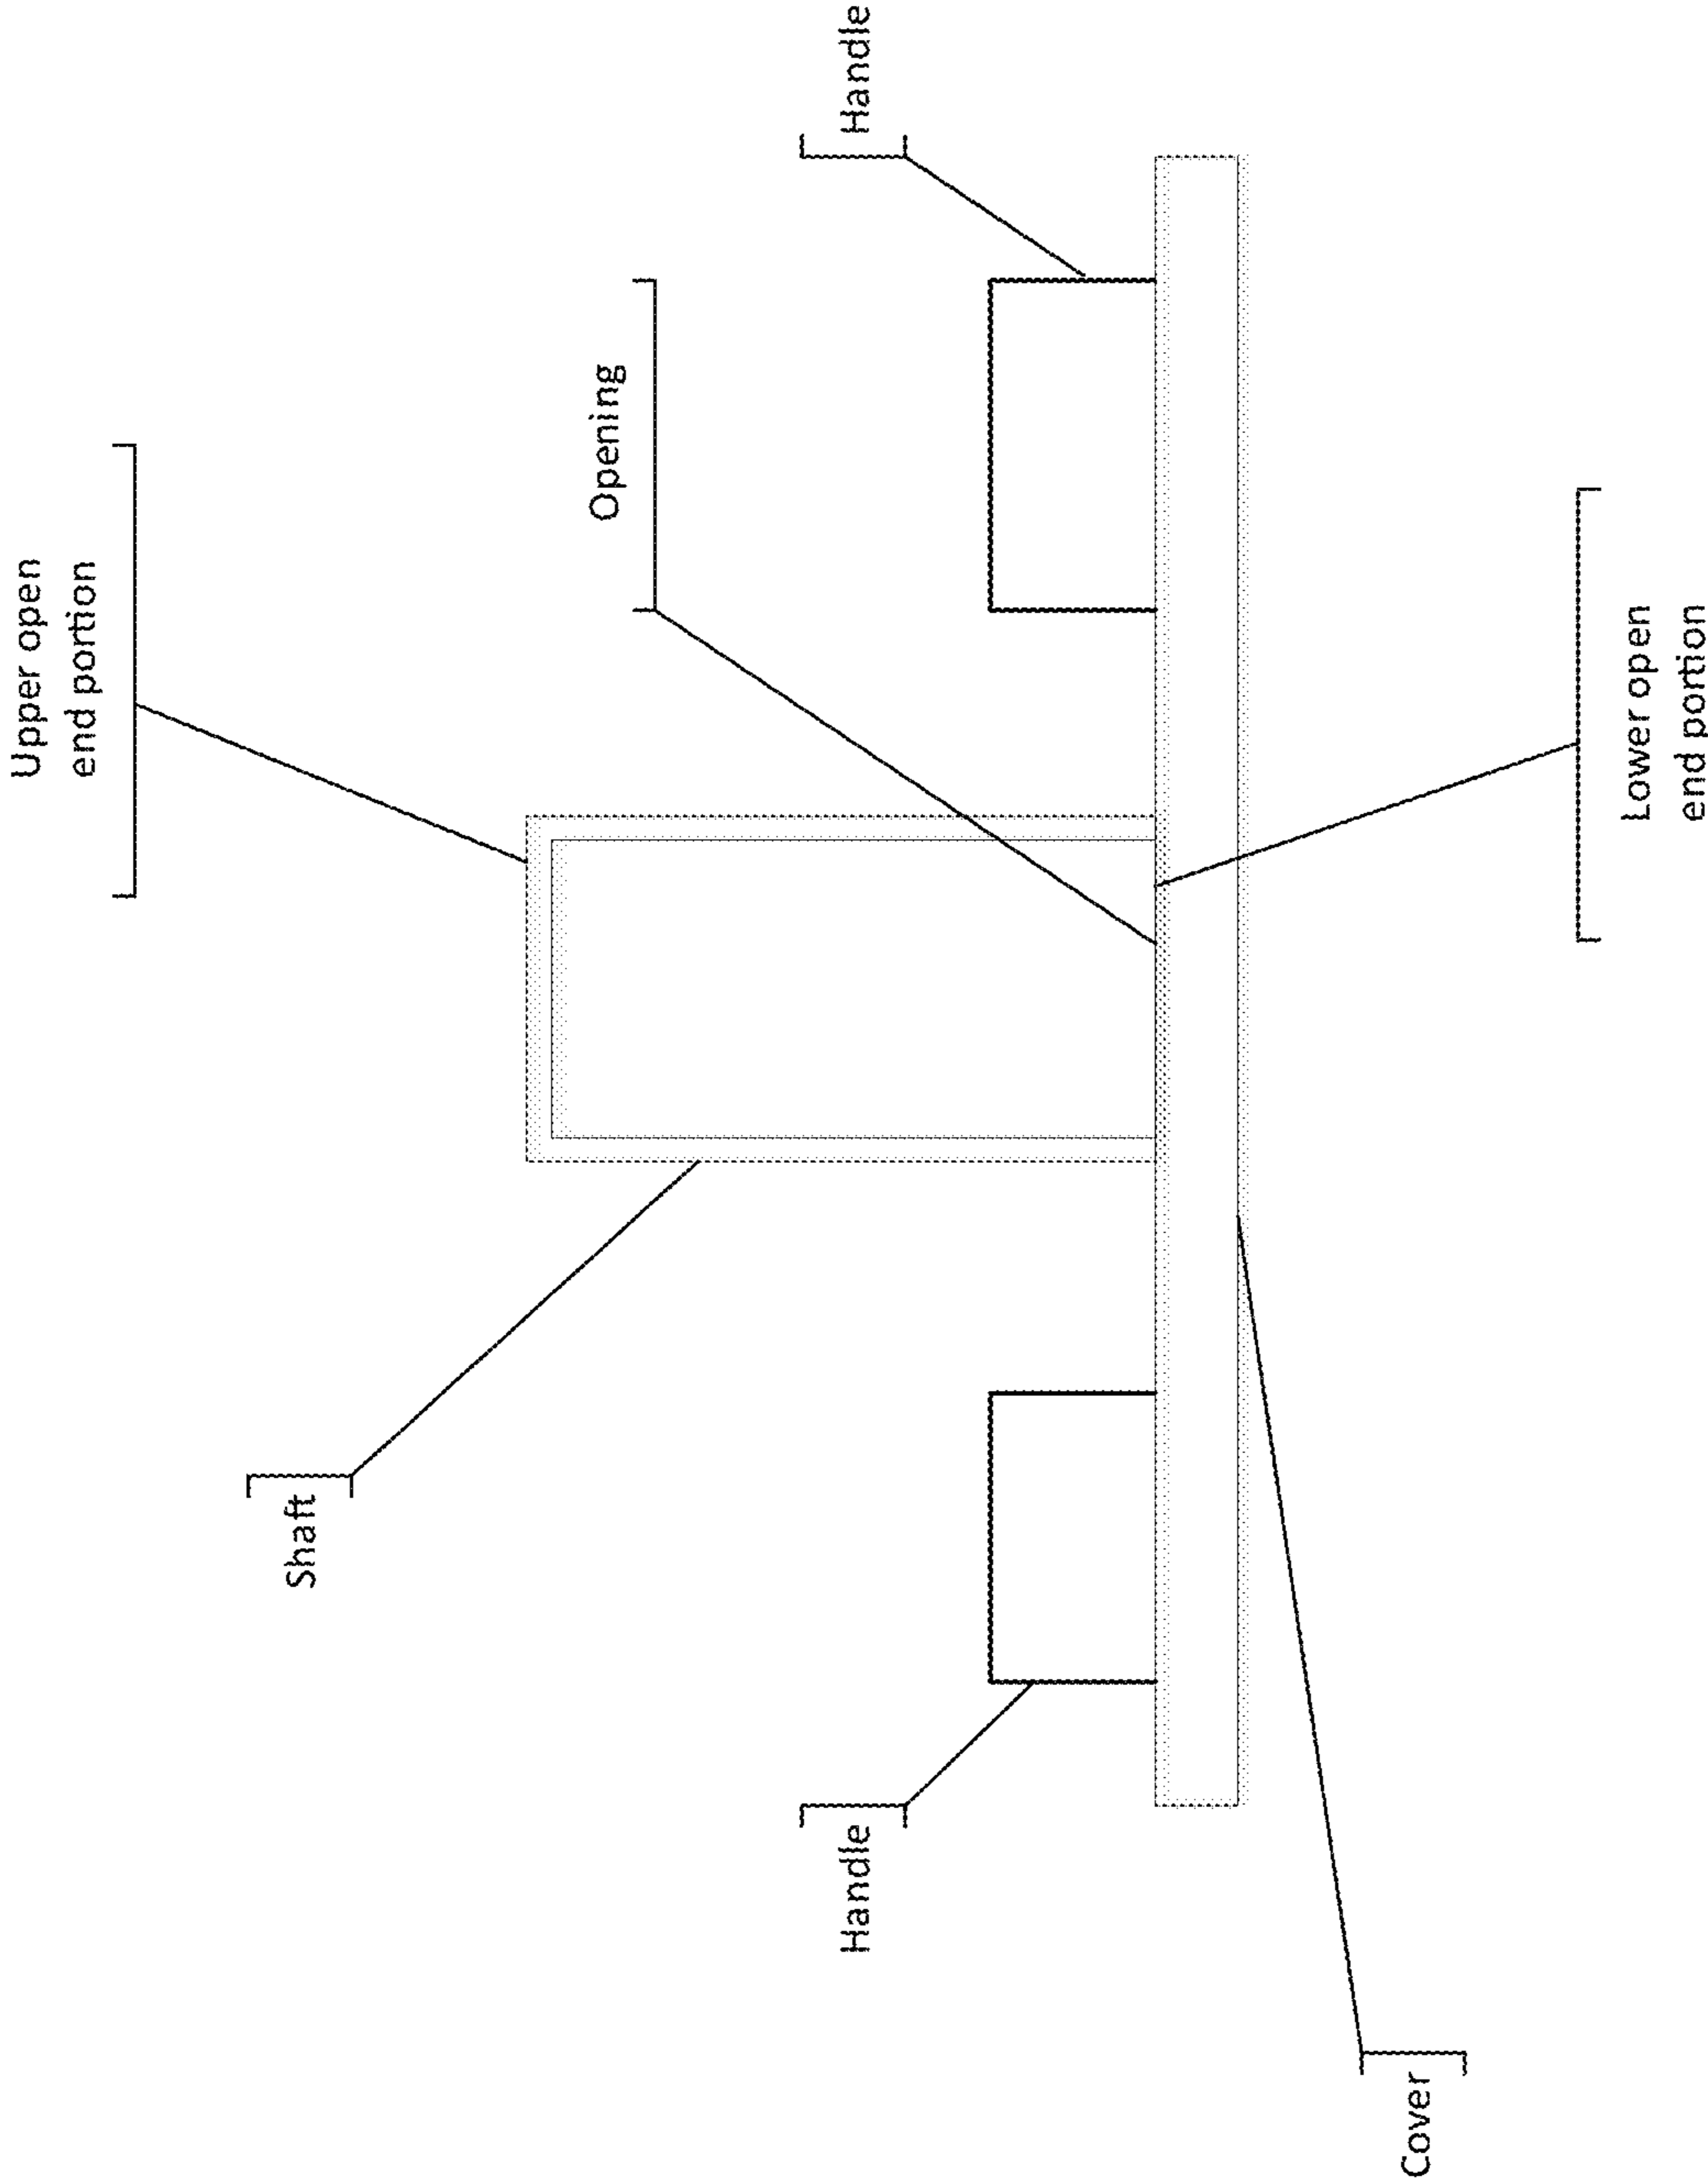 Upper open
end portion
Shaft
Opening
Handle
Handle
Lower open
end portion
Cover